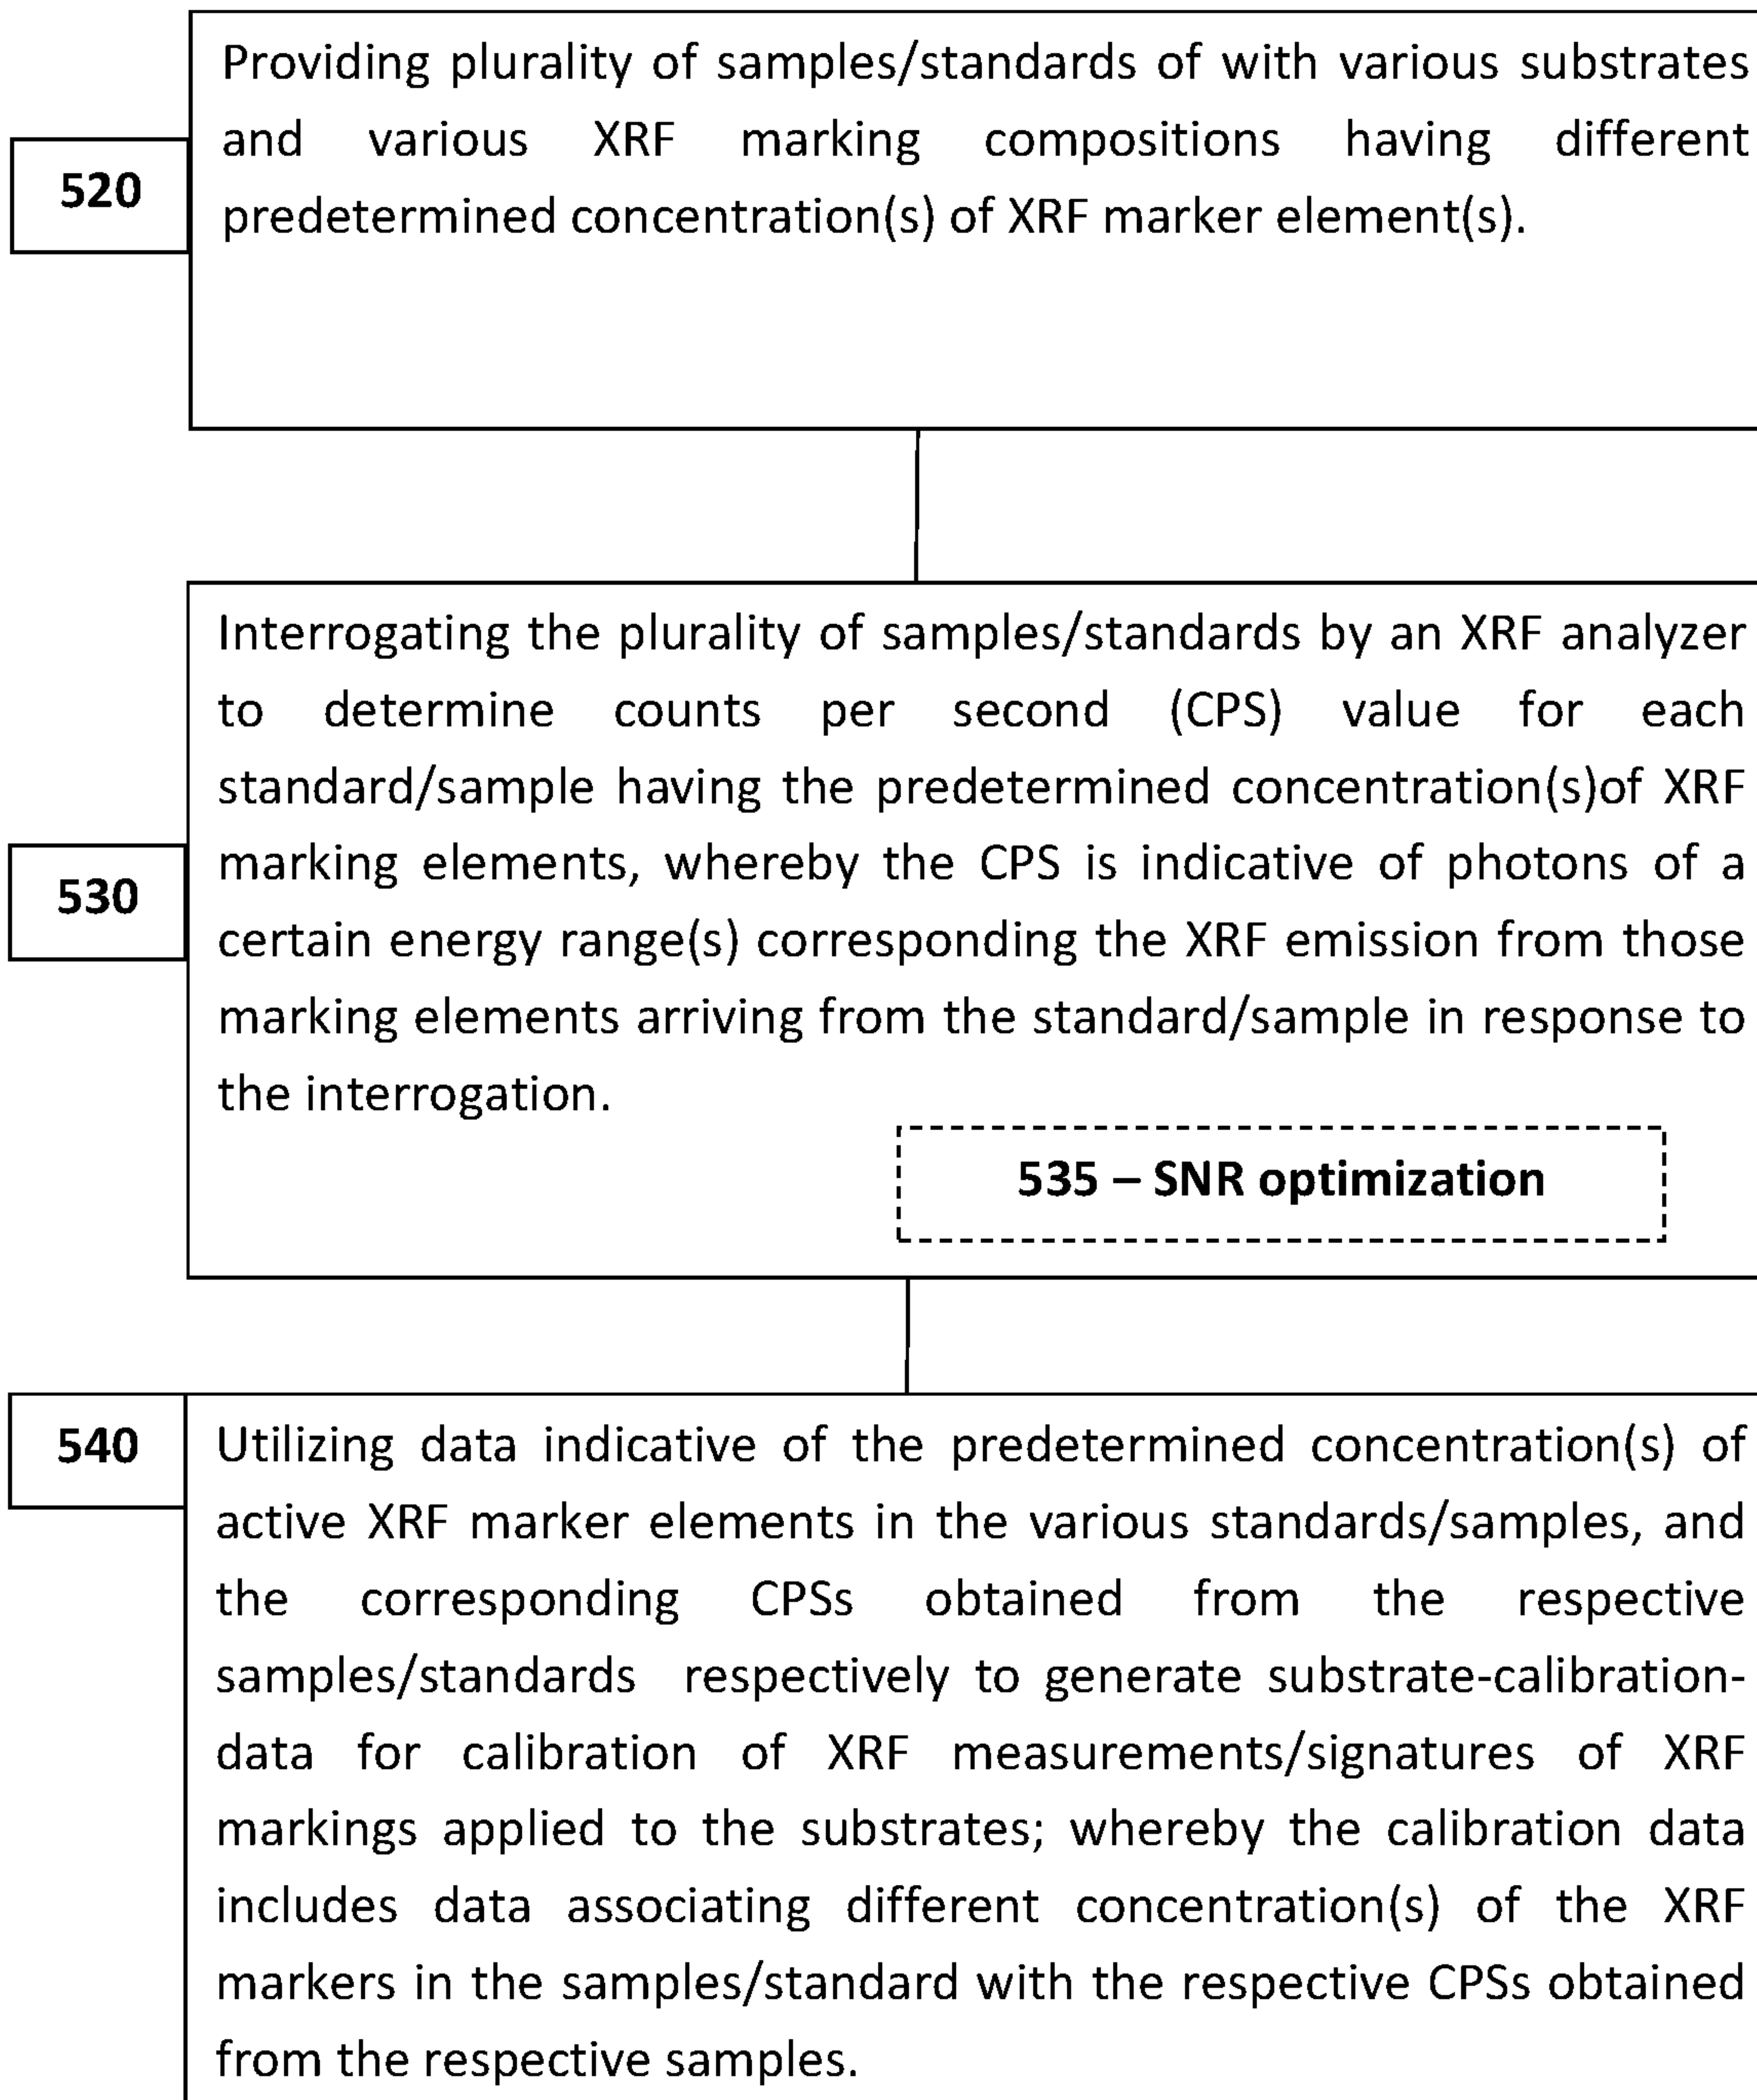 Providing plurality of samples/standards of with various substrates
and various XRF marking compositions having different
520
predetermined concentration(s) of XRF marker element(s).
Interrogating the plurality of samples/standards by an XRF analyzer
to determine counts per second (CPS) value for each
standard/sample having the predetermined concentration(s)of XRF
marking elements, whereby the CPS is indicative of photons of a
530
certain energy range(s) corresponding the XRF emission from those
marking elements arriving from the standard/sample in response to
the interrogation.
535 – SNR optimization
540
Utilizing data indicative of the predetermined concentration(s) of
active XRF marker elements in the various standards/samples, and
the corresponding CPSs obtained from the respective
samples/standards respectively to generate substrate-calibration-
data for calibration of XRF measurements/signatures of XRF
markings applied to the substrates; whereby the calibration data
includes data associating different concentration(s) of the XRF
markers in the samples/standard with the respective CPSs obtained
from the respective samples.